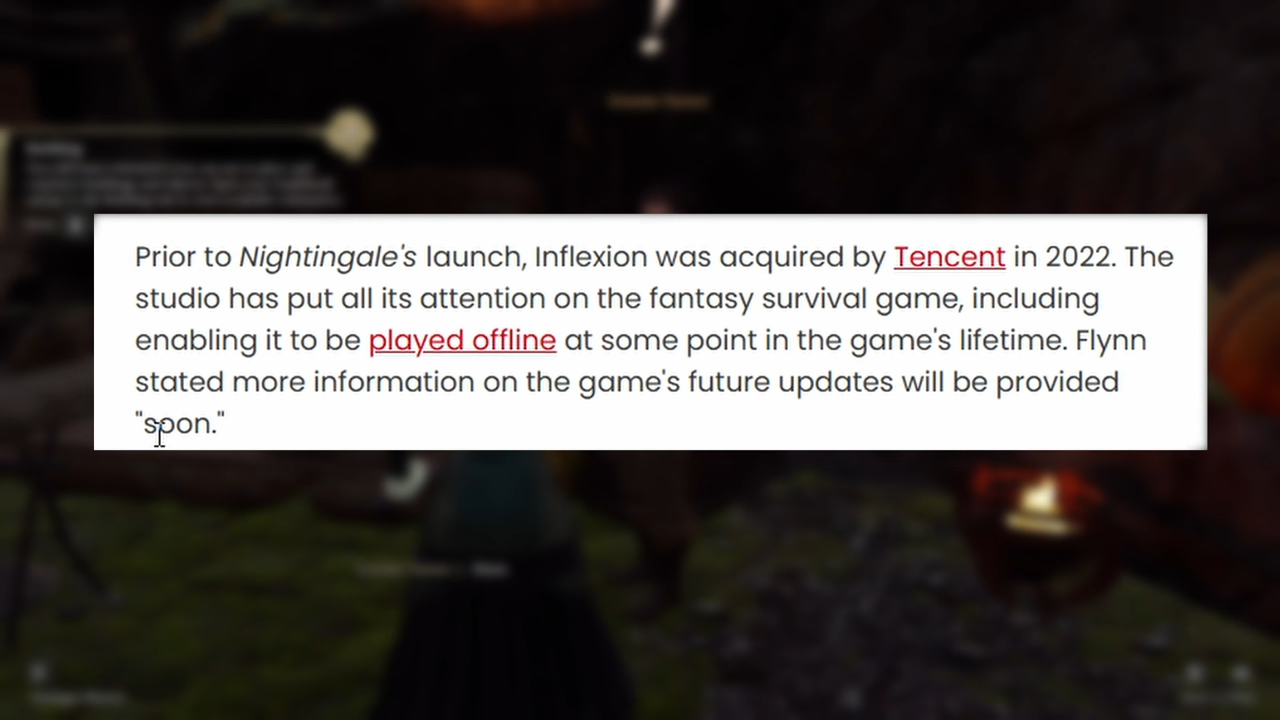 Prior to Nightingale's launch, Inflexion was acquired by Tencent in 2022. The
studio has put all its attention on the fantasy survival game, including
enabling it to be played offline at some point in the game's lifetime. Flynn
stated more information on the game's future updates will be provided
"soon."